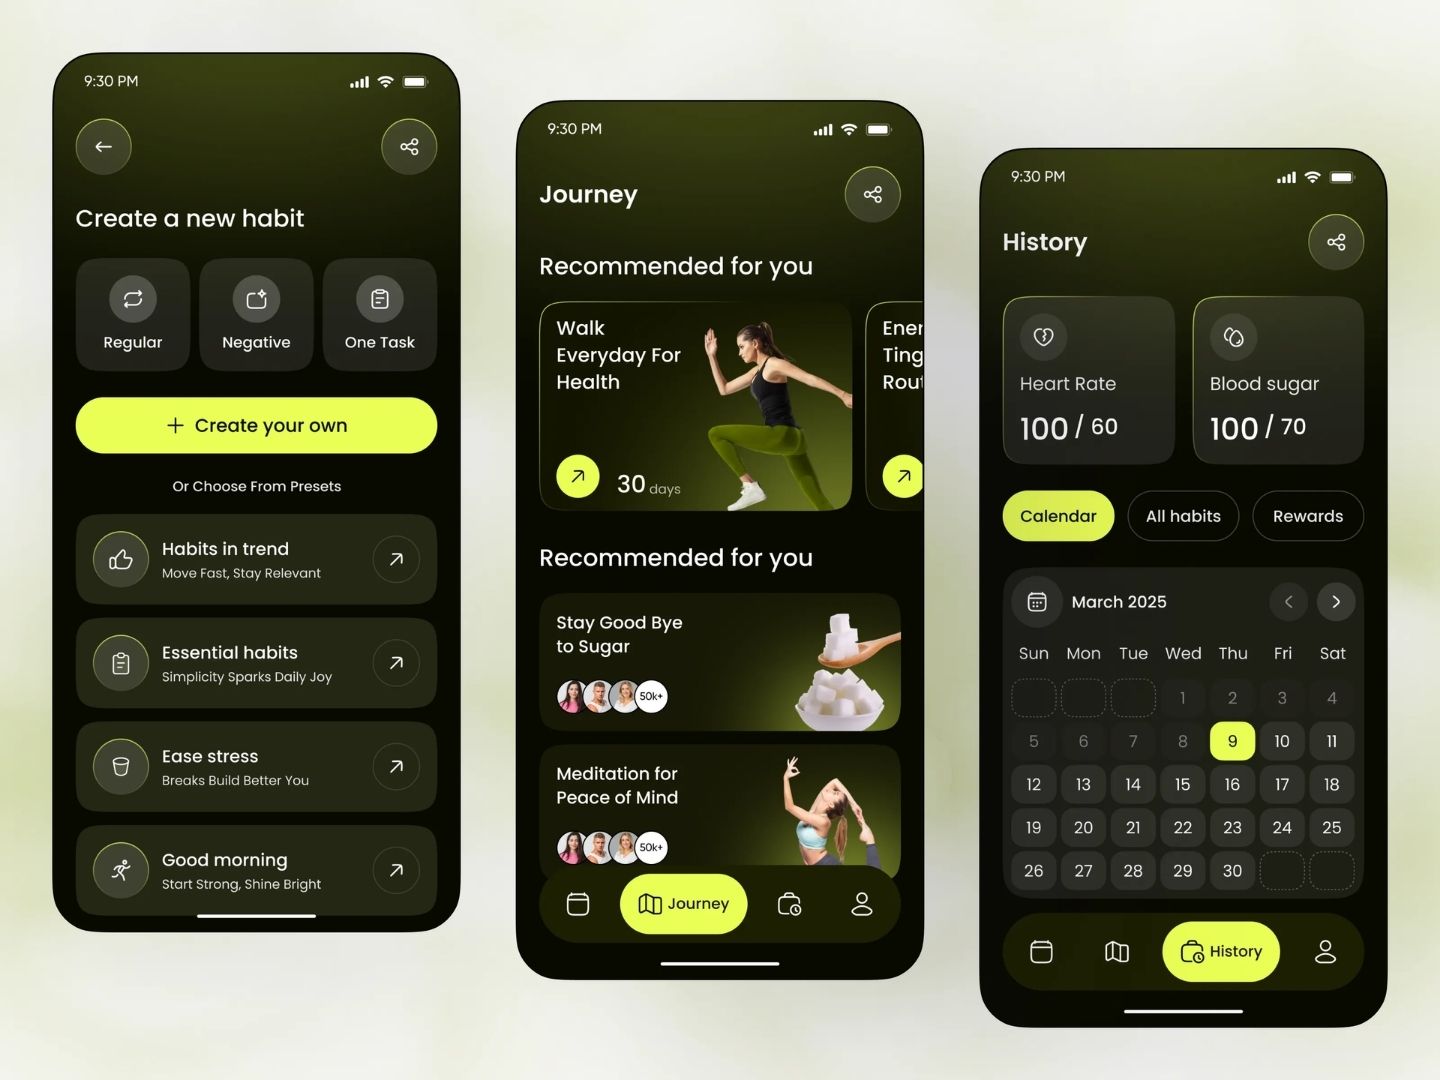 9:30 PM
Create a new habit
Regular
Negative
One Task
+ Create your own
Or Choose From Presets
Habits in trend
Move Fast, Stay Relevant
Essential habits
Simplicity Sparks Daily Joy
Ease stress
Breaks Build Better You
Good morning
Start Strong, Shine Bright
9:30 PM
Journey
Recommended for you
Walk
Everyday For
Health
30 days
Ener
Ting
Rout
Recommended for you
Stay Good Bye
to Sugar
50k+
Meditation for
Peace of Mind
50k+
Journey
9:30 PM
History
Heart Rate
100 / 60
Blood sugar
100 / 70
Calendar
All habits
Rewards
March 2025
Sun Mon Tue Wed Thu Fri Sat
1 2 3 4
5 6 7 8 9 10 11
12 13 14 15 16 17 18
19 20 21 22 23 24 25
26 27 28 29 30
History